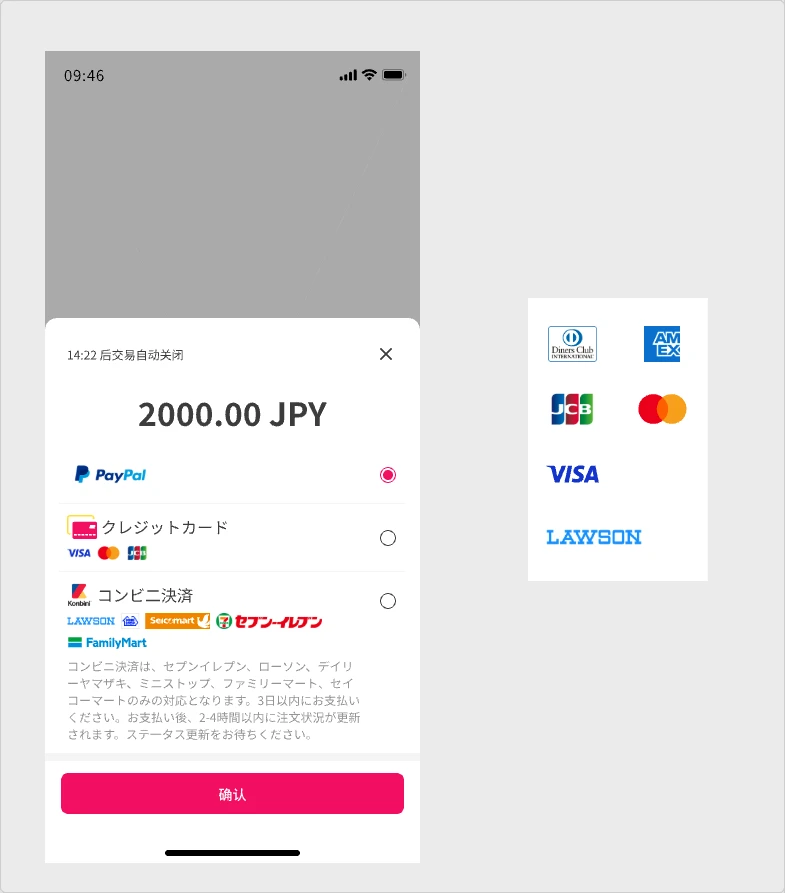 09:46
14:22 后交易自动关闭
2000.00 JPY
PayPal
クレジットカード
VISA JCB
Konbini コンビニ決済
LAWSON Seicomart 7 セブン-イレブン
FamilyMart
コンビニ決済は、セブンイレブン、ローソン、デイリ
ーヤマザキ、ミニストップ、ファミリーマート、セイ
コーマートのみの対応となります。3日以内にお支払い
ください。お支払い後、2-4時間以内に注文状況が更新
されます。ステータス更新をお待ちください。
确认
Diners Club
INTERNATIONAL
AM
EX
JCB
VISA
LAWSON